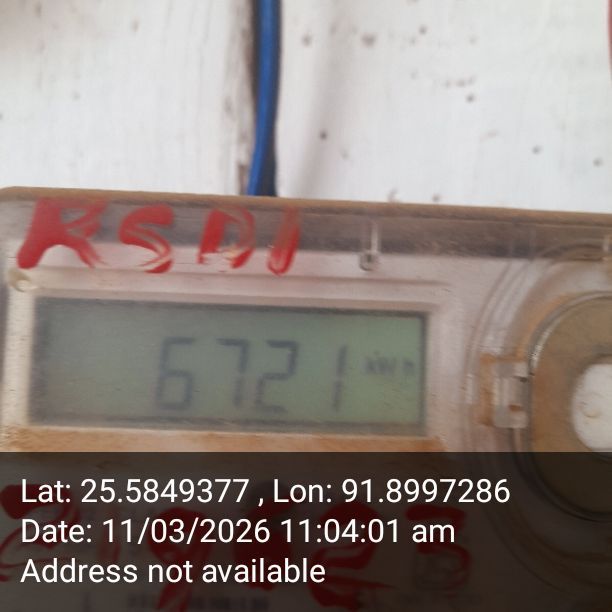 6721 kWh
Lat: 25.5849377 , Lon: 91.8997286
Date: 11/03/2026 11:04:01 am
Address not available